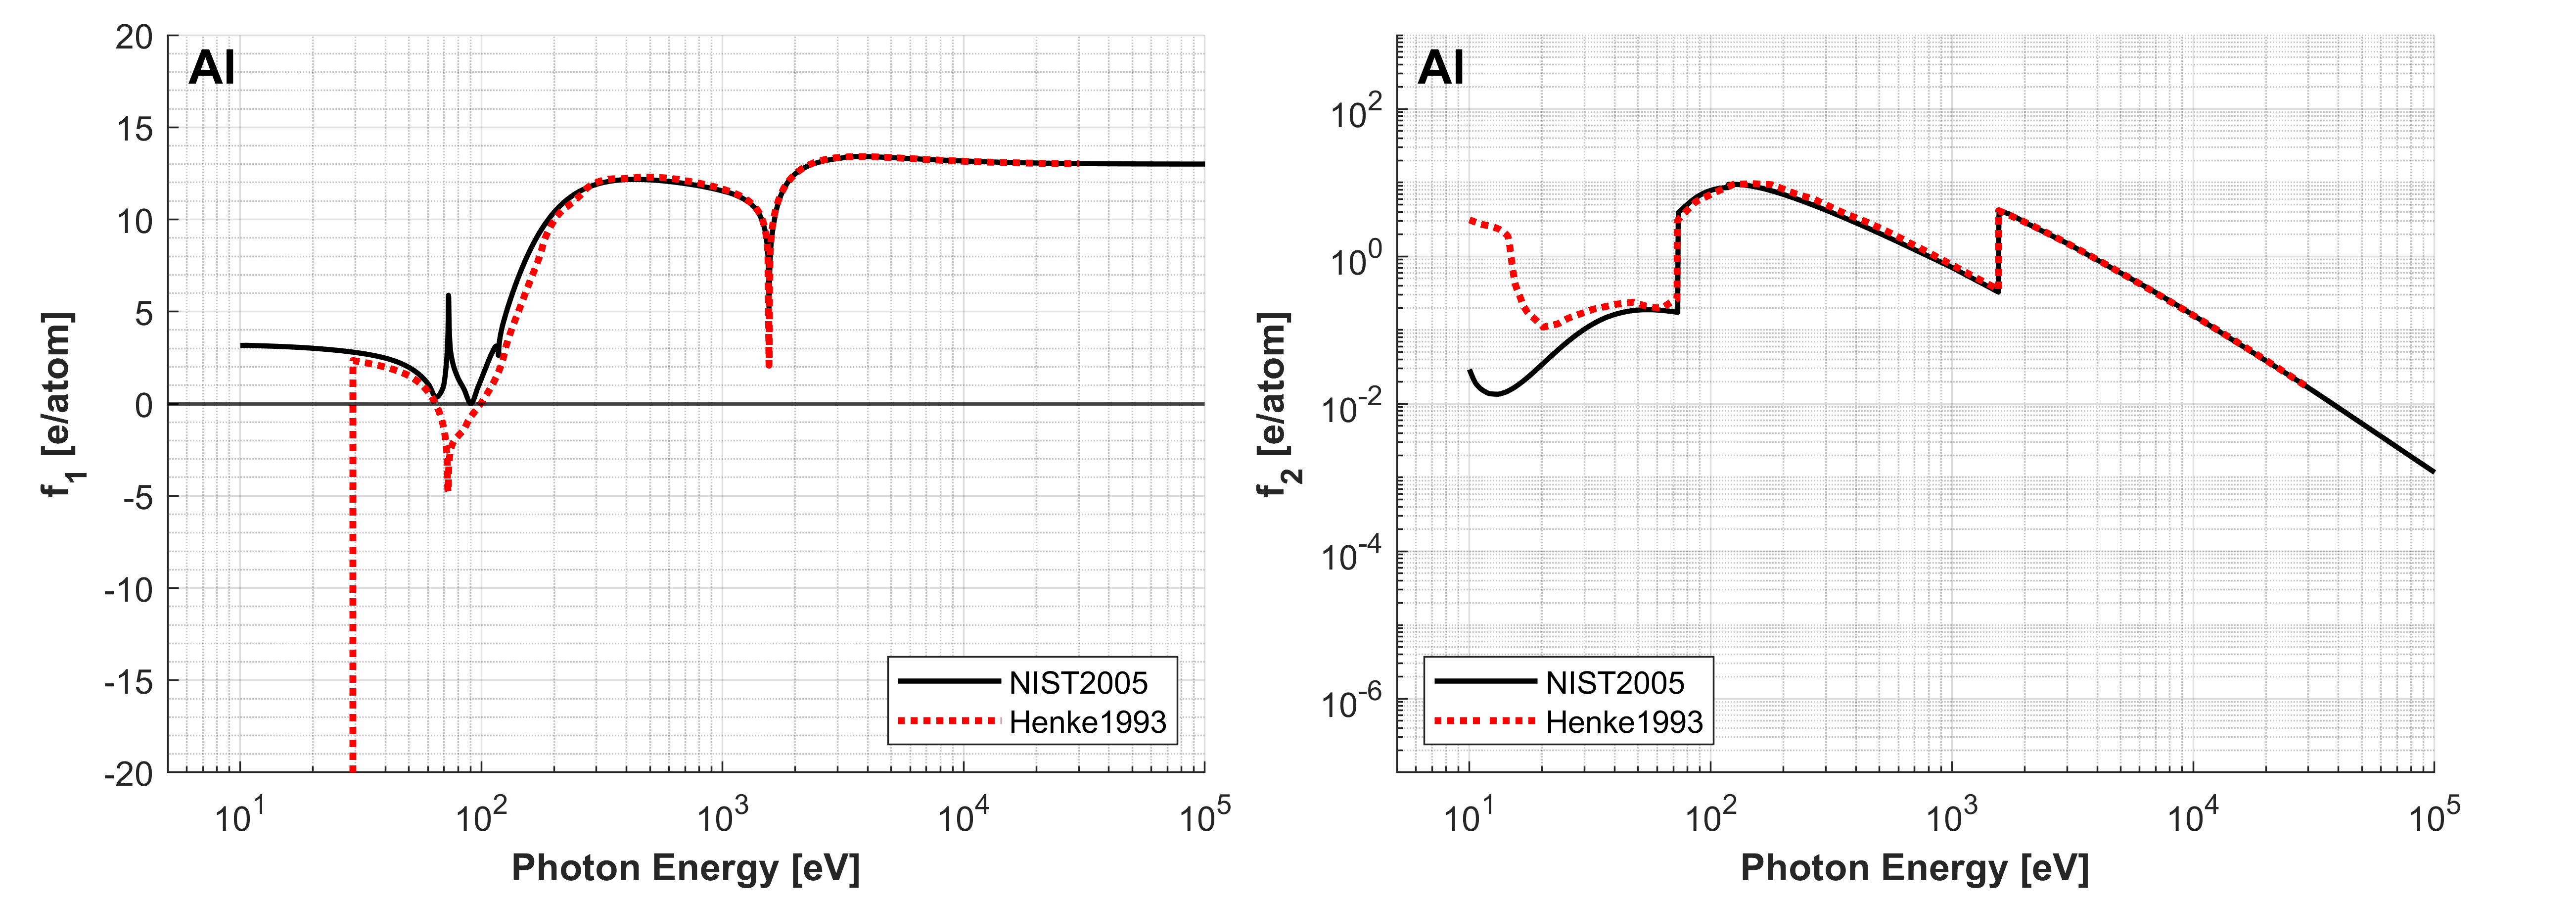 Al
20
15
10
5
0
-5
-10
-15
-20
f1 [e/atom]
NIST2005
Henke1993
10^1 10^2 10^3 10^4 10^5
Photon Energy [eV]
Al
10^2
10^0
10^-2
10^-4
10^-6
f2 [e/atom]
NIST2005
Henke1993
10^1 10^2 10^3 10^4 10^5
Photon Energy [eV]